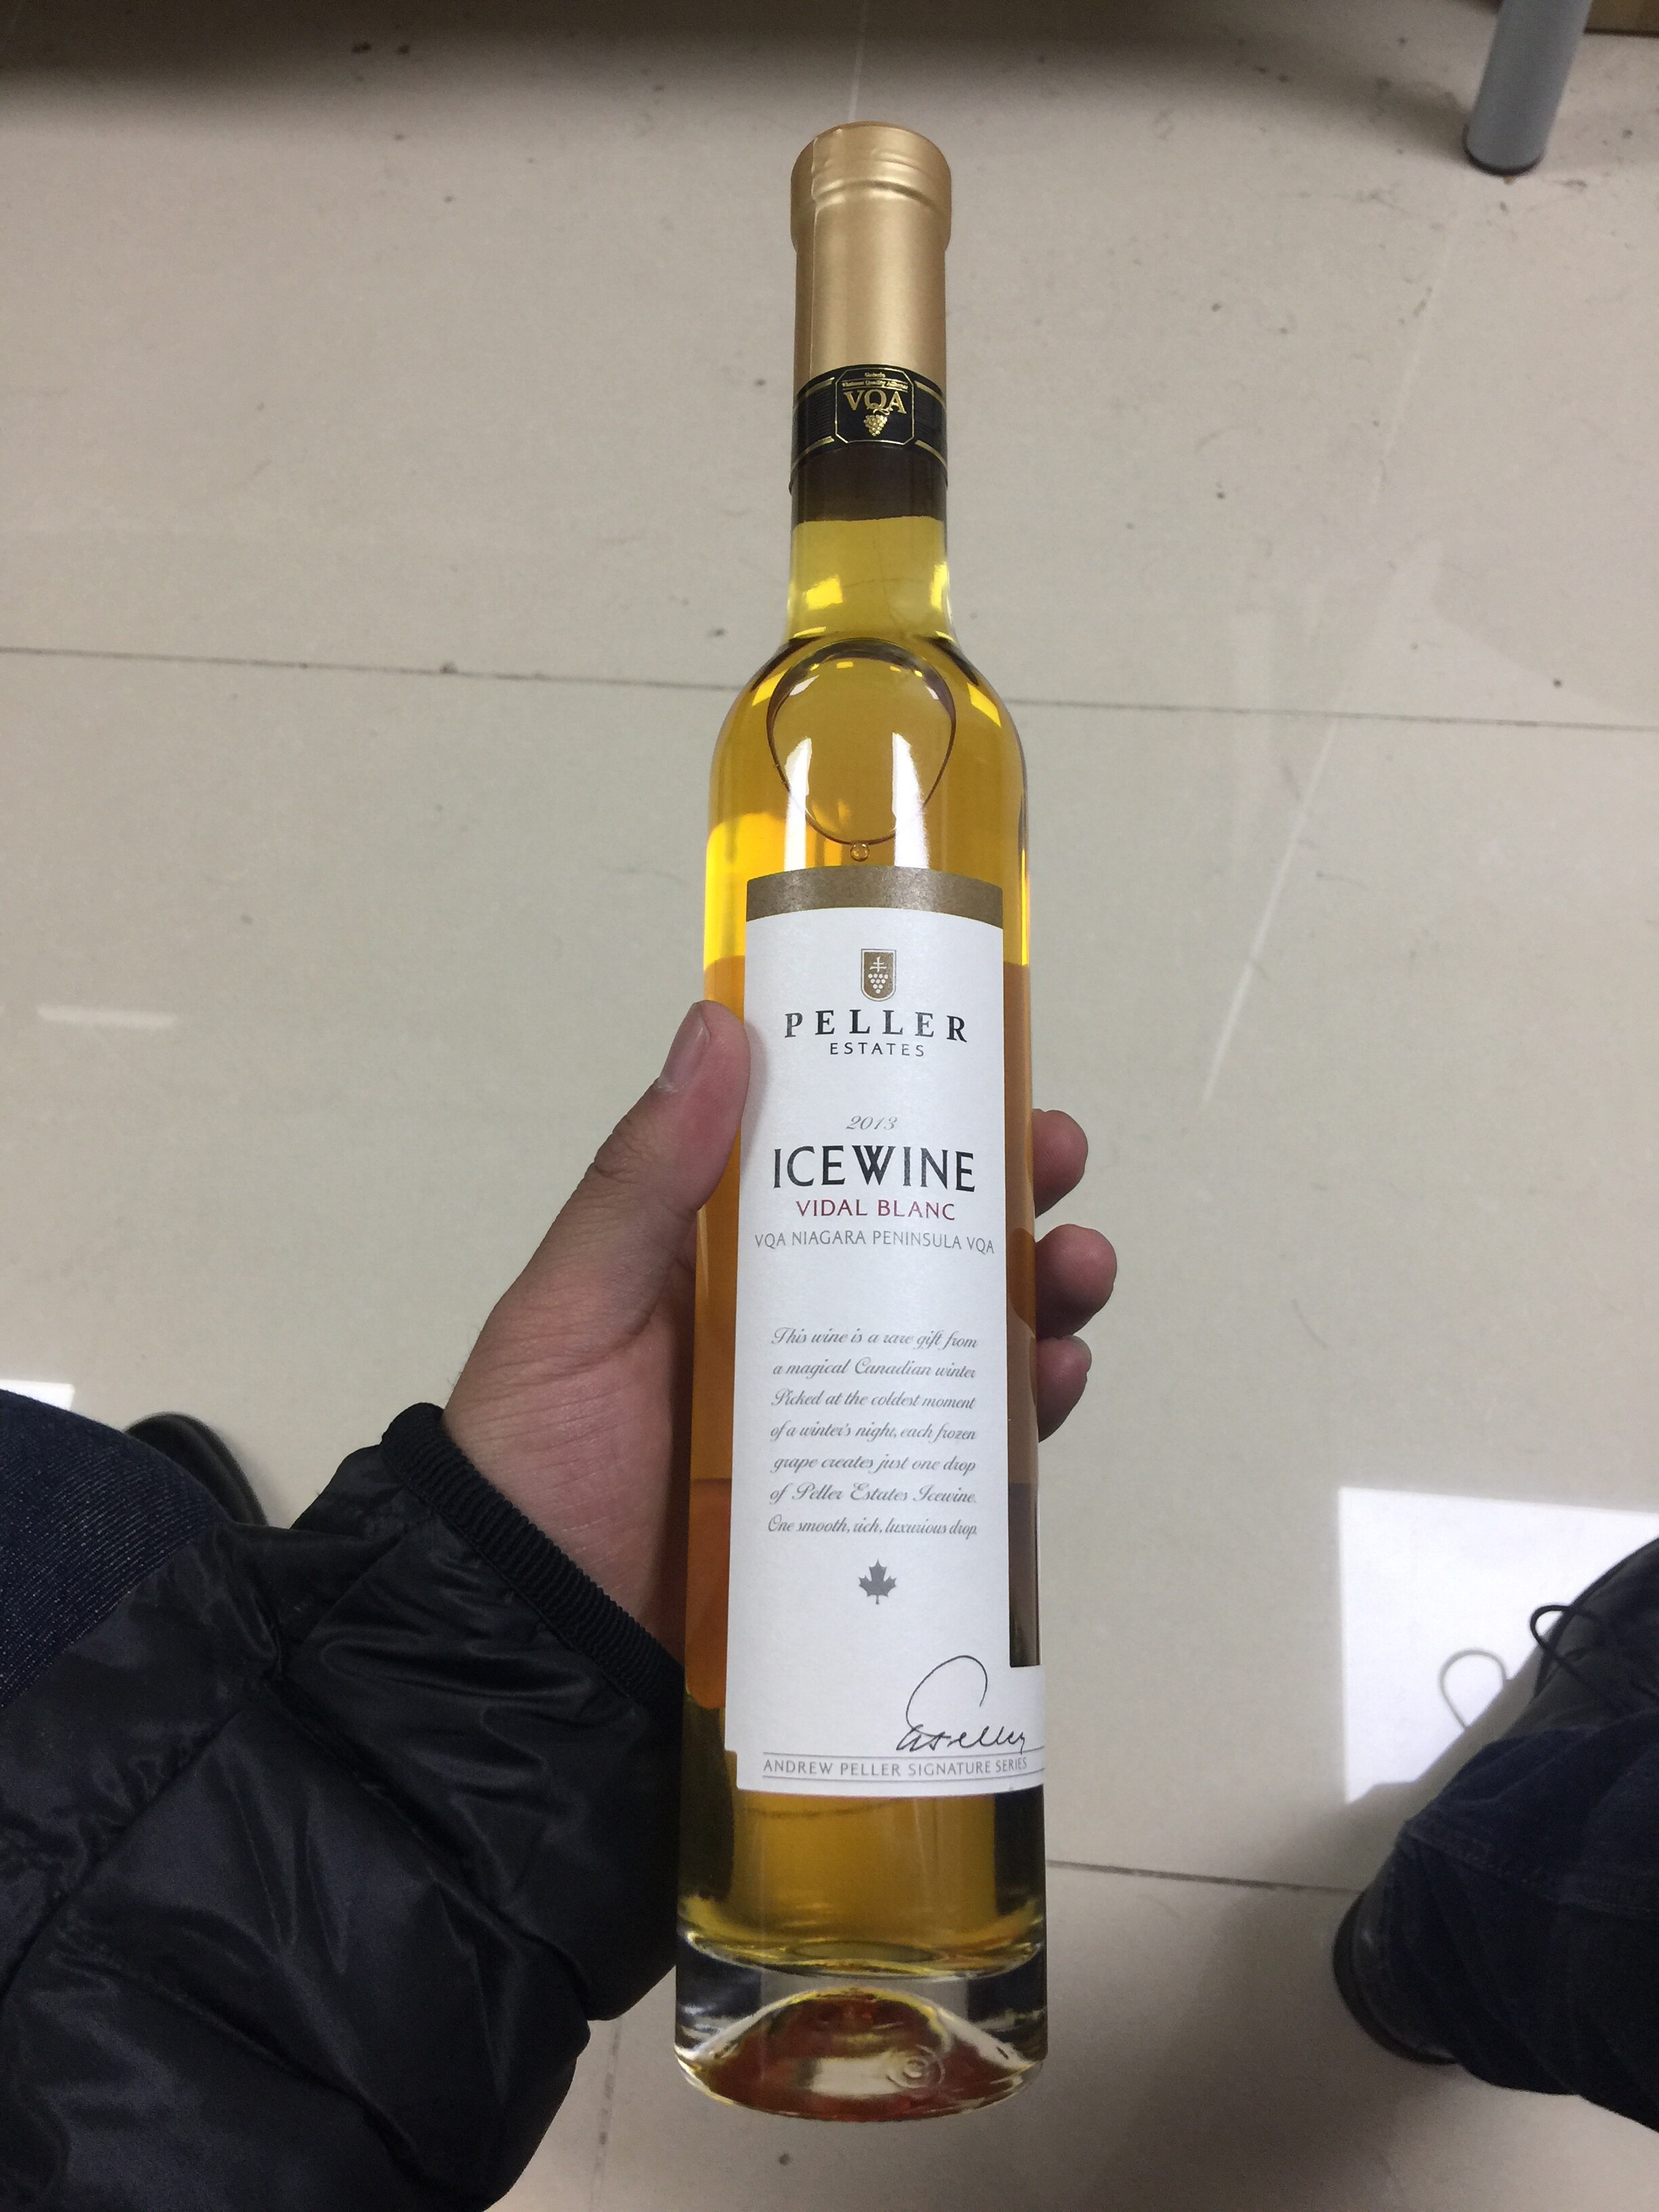 VQA
PELLER
ESTATES
2013
ICEWINE
VIDAL BLANC
VQA NIAGARA PENINSULA VQA
This wine is a rare gift from
a magical Canadian winter
Picked at the coldest moment
of a winter's night, each frozen
grape creates just one drop
of Peller Estates Icewine.
One smooth, rich, luxurious drop.
ANDREW PELLER SIGNATURE SERIES